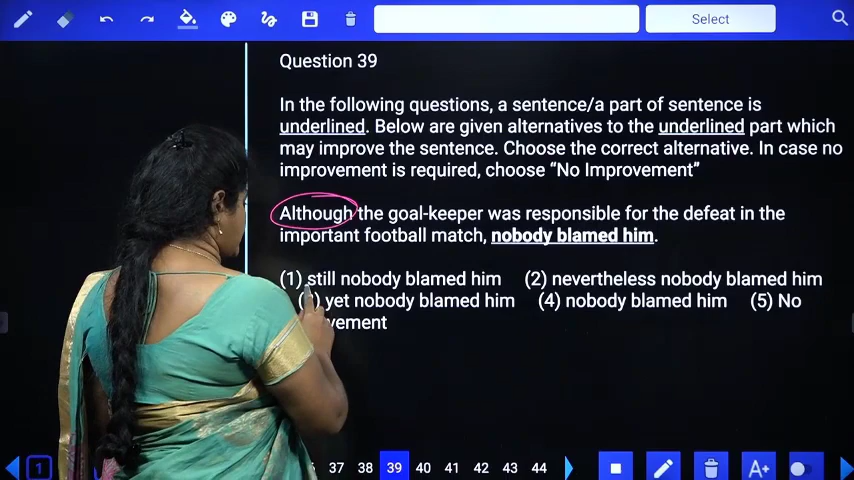 Select
Question 39
In the following questions, a sentence/a part of sentence is
underlined. Below are given alternatives to the underlined part which
may improve the sentence. Choose the correct alternative. In case no
improvement is required, choose “No Improvement”
Although the goal-keeper was responsible for the defeat in the
important football match, nobody blamed him.
(1) still nobody blamed him (2) nevertheless nobody blamed him
yet nobody blamed him (4) nobody blamed him (5) No
1 37 38 39 40 41 42 43 44 A+